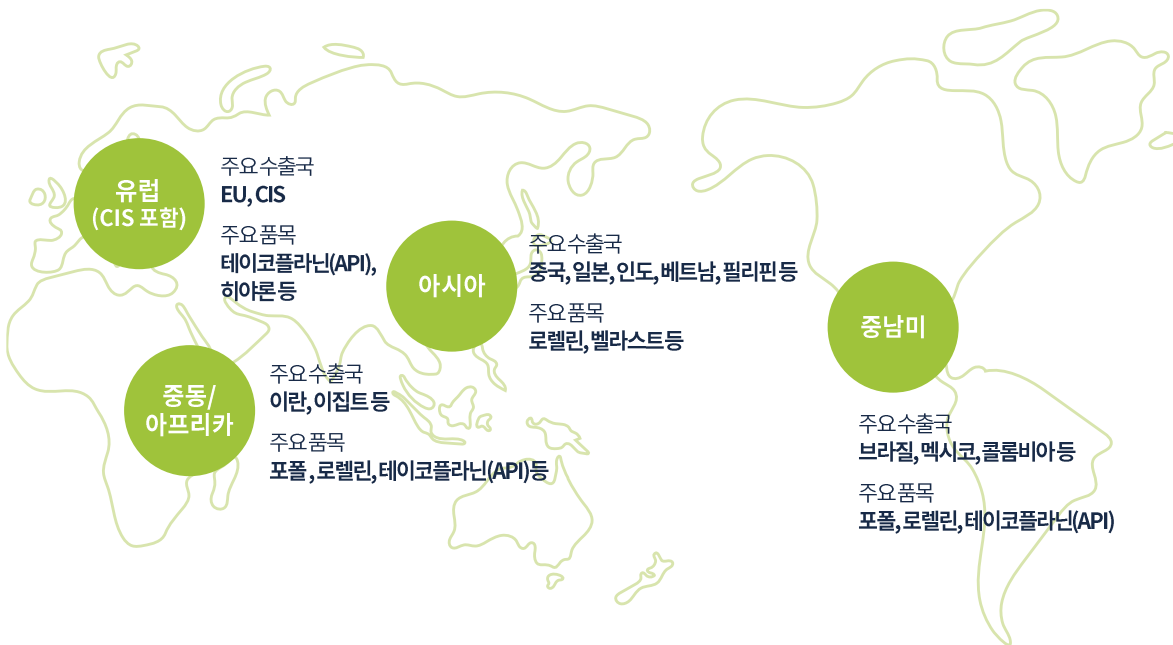 유럽
(CIS 포함)
주요 수출국
EU, CIS
주요 품목
테이코플라닌(API),
히야론 등
아시아
주요 수출국
중국, 일본, 인도, 베트남, 필리핀 등
주요 품목
로렐린, 벨라스트 등
중동/
아프리카
주요 수출국
이란, 이집트 등
주요 품목
포폴, 로렐린, 테이코플라닌(API)등
중남미
주요 수출국
브라질, 멕시코, 콜롬비아 등
주요 품목
포폴, 로렐린, 테이코플라닌(API)